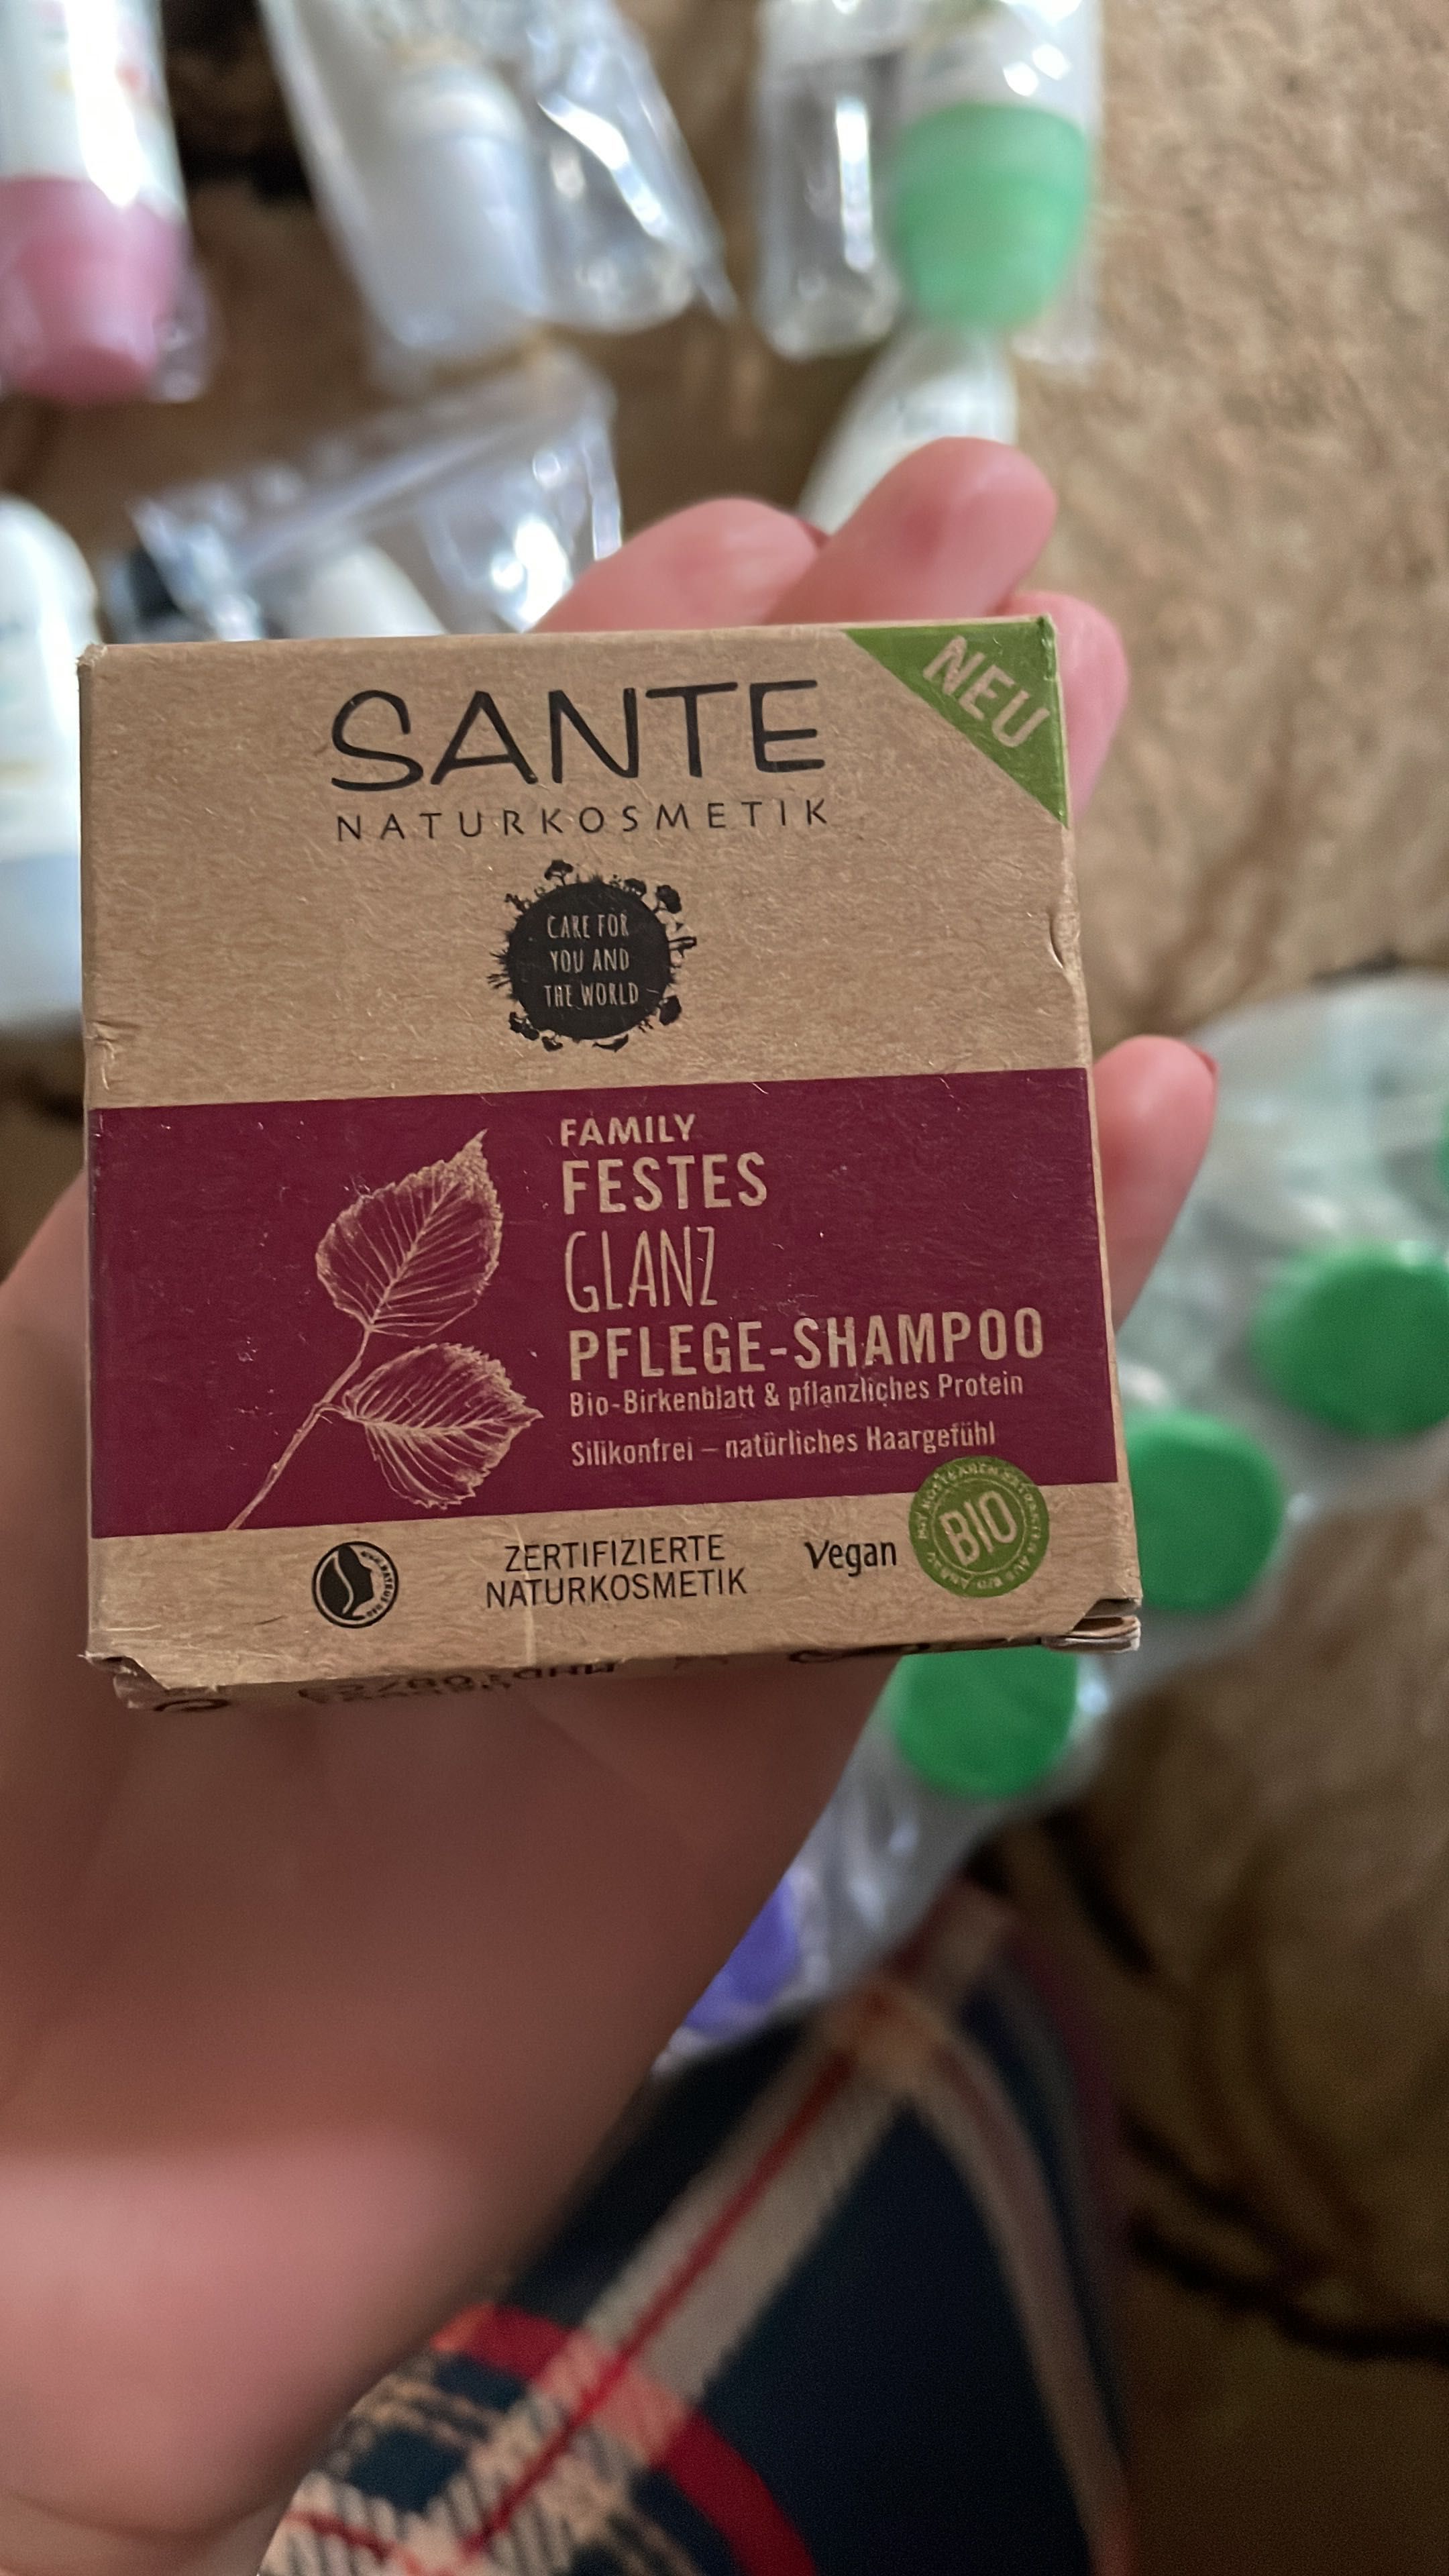 NEU
SANTE
NATURKOSMETIK
CARE FOR
YOU AND
THE WORLD
FAMILY
FESTES
GLANZ
PFLEGE-SHAMPOO
Bio-Birkenblatt & pflanzliches Protein
Silikonfrei – natürliches Haargefühl
ZERTIFIZIERTE
NATURKOSMETIK
Vegan
BIO